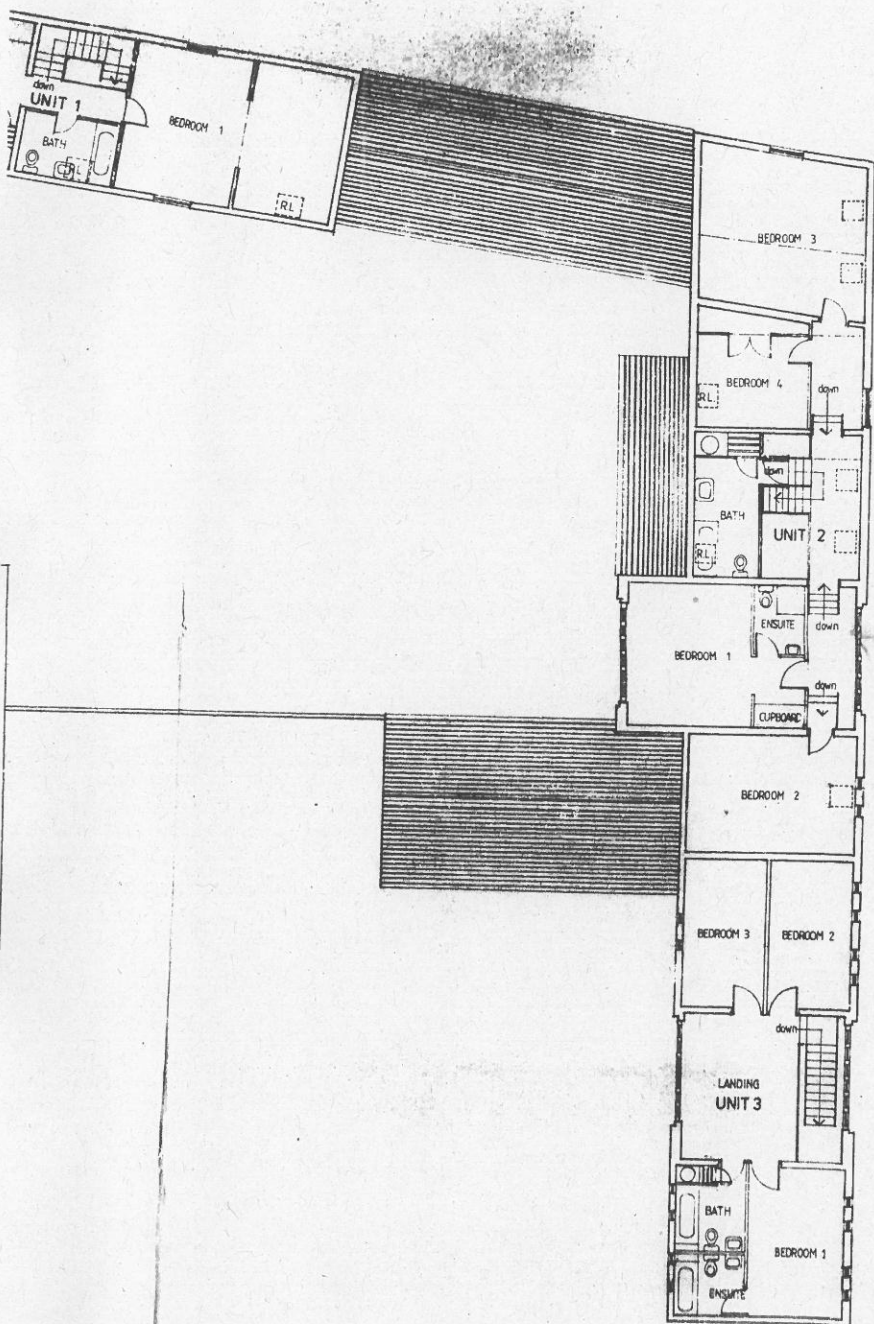 down
UNIT 1
BATH
RL
BEDROOM 1
RL
BEDROOM 3
BEDROOM 4
RL
down
down
BATH
UNIT 2
RL
ENSUITE
down
BEDROOM 1
down
CUPBOARD
BEDROOM 2
BEDROOM 3
BEDROOM 2
down
LANDING
UNIT 3
BATH
BEDROOM 1
ENSUITE